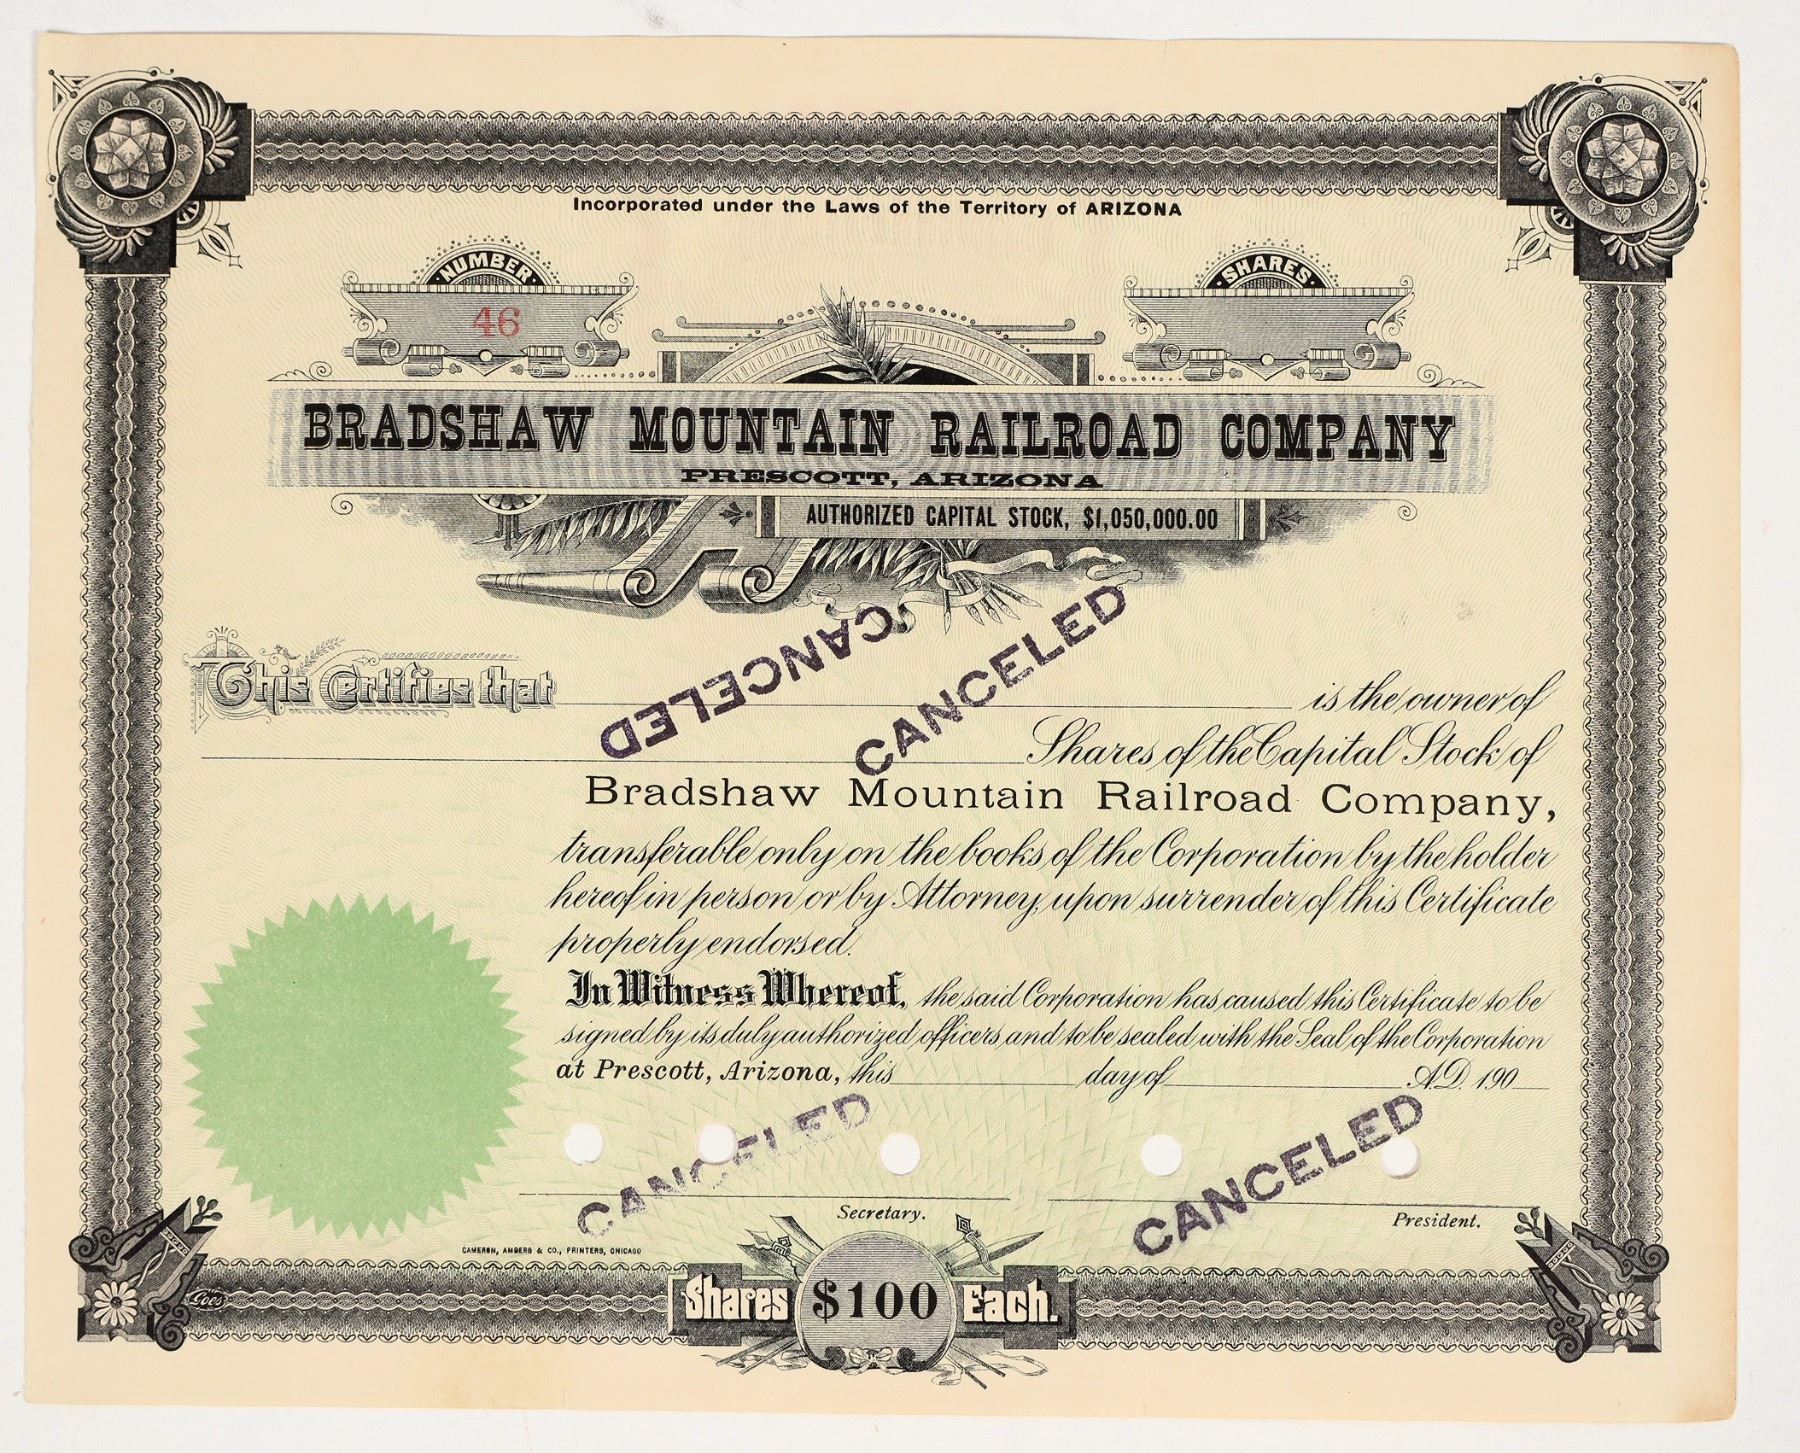 Incorporated under the Laws of the Territory of ARIZONA
NUMBER
46
SHARES
BRADSHAW MOUNTAIN RAILROAD COMPANY
PRESCOTT, ARIZONA
AUTHORIZED CAPITAL STOCK, $1,050,000.00
CANCELED
CANCELED
This Certifies that is the owner of
Shares of the Capital Stock of
Bradshaw Mountain Railroad Company,
transferable only on the books of the Corporation by the holder
hereof in person or by Attorney, upon surrender of this Certificate
properly endorsed.
In Witness Whereof, the said Corporation has caused this Certificate to be
signed by its duly authorized officers and to be sealed with the Seal of the Corporation
at Prescott, Arizona, this day of A.D. 190
CANCELED
CANCELED
Secretary.
President.
CAMERON, AMBERG & CO., PRINTERS, CHICAGO
Goes
Shares $100 Each.